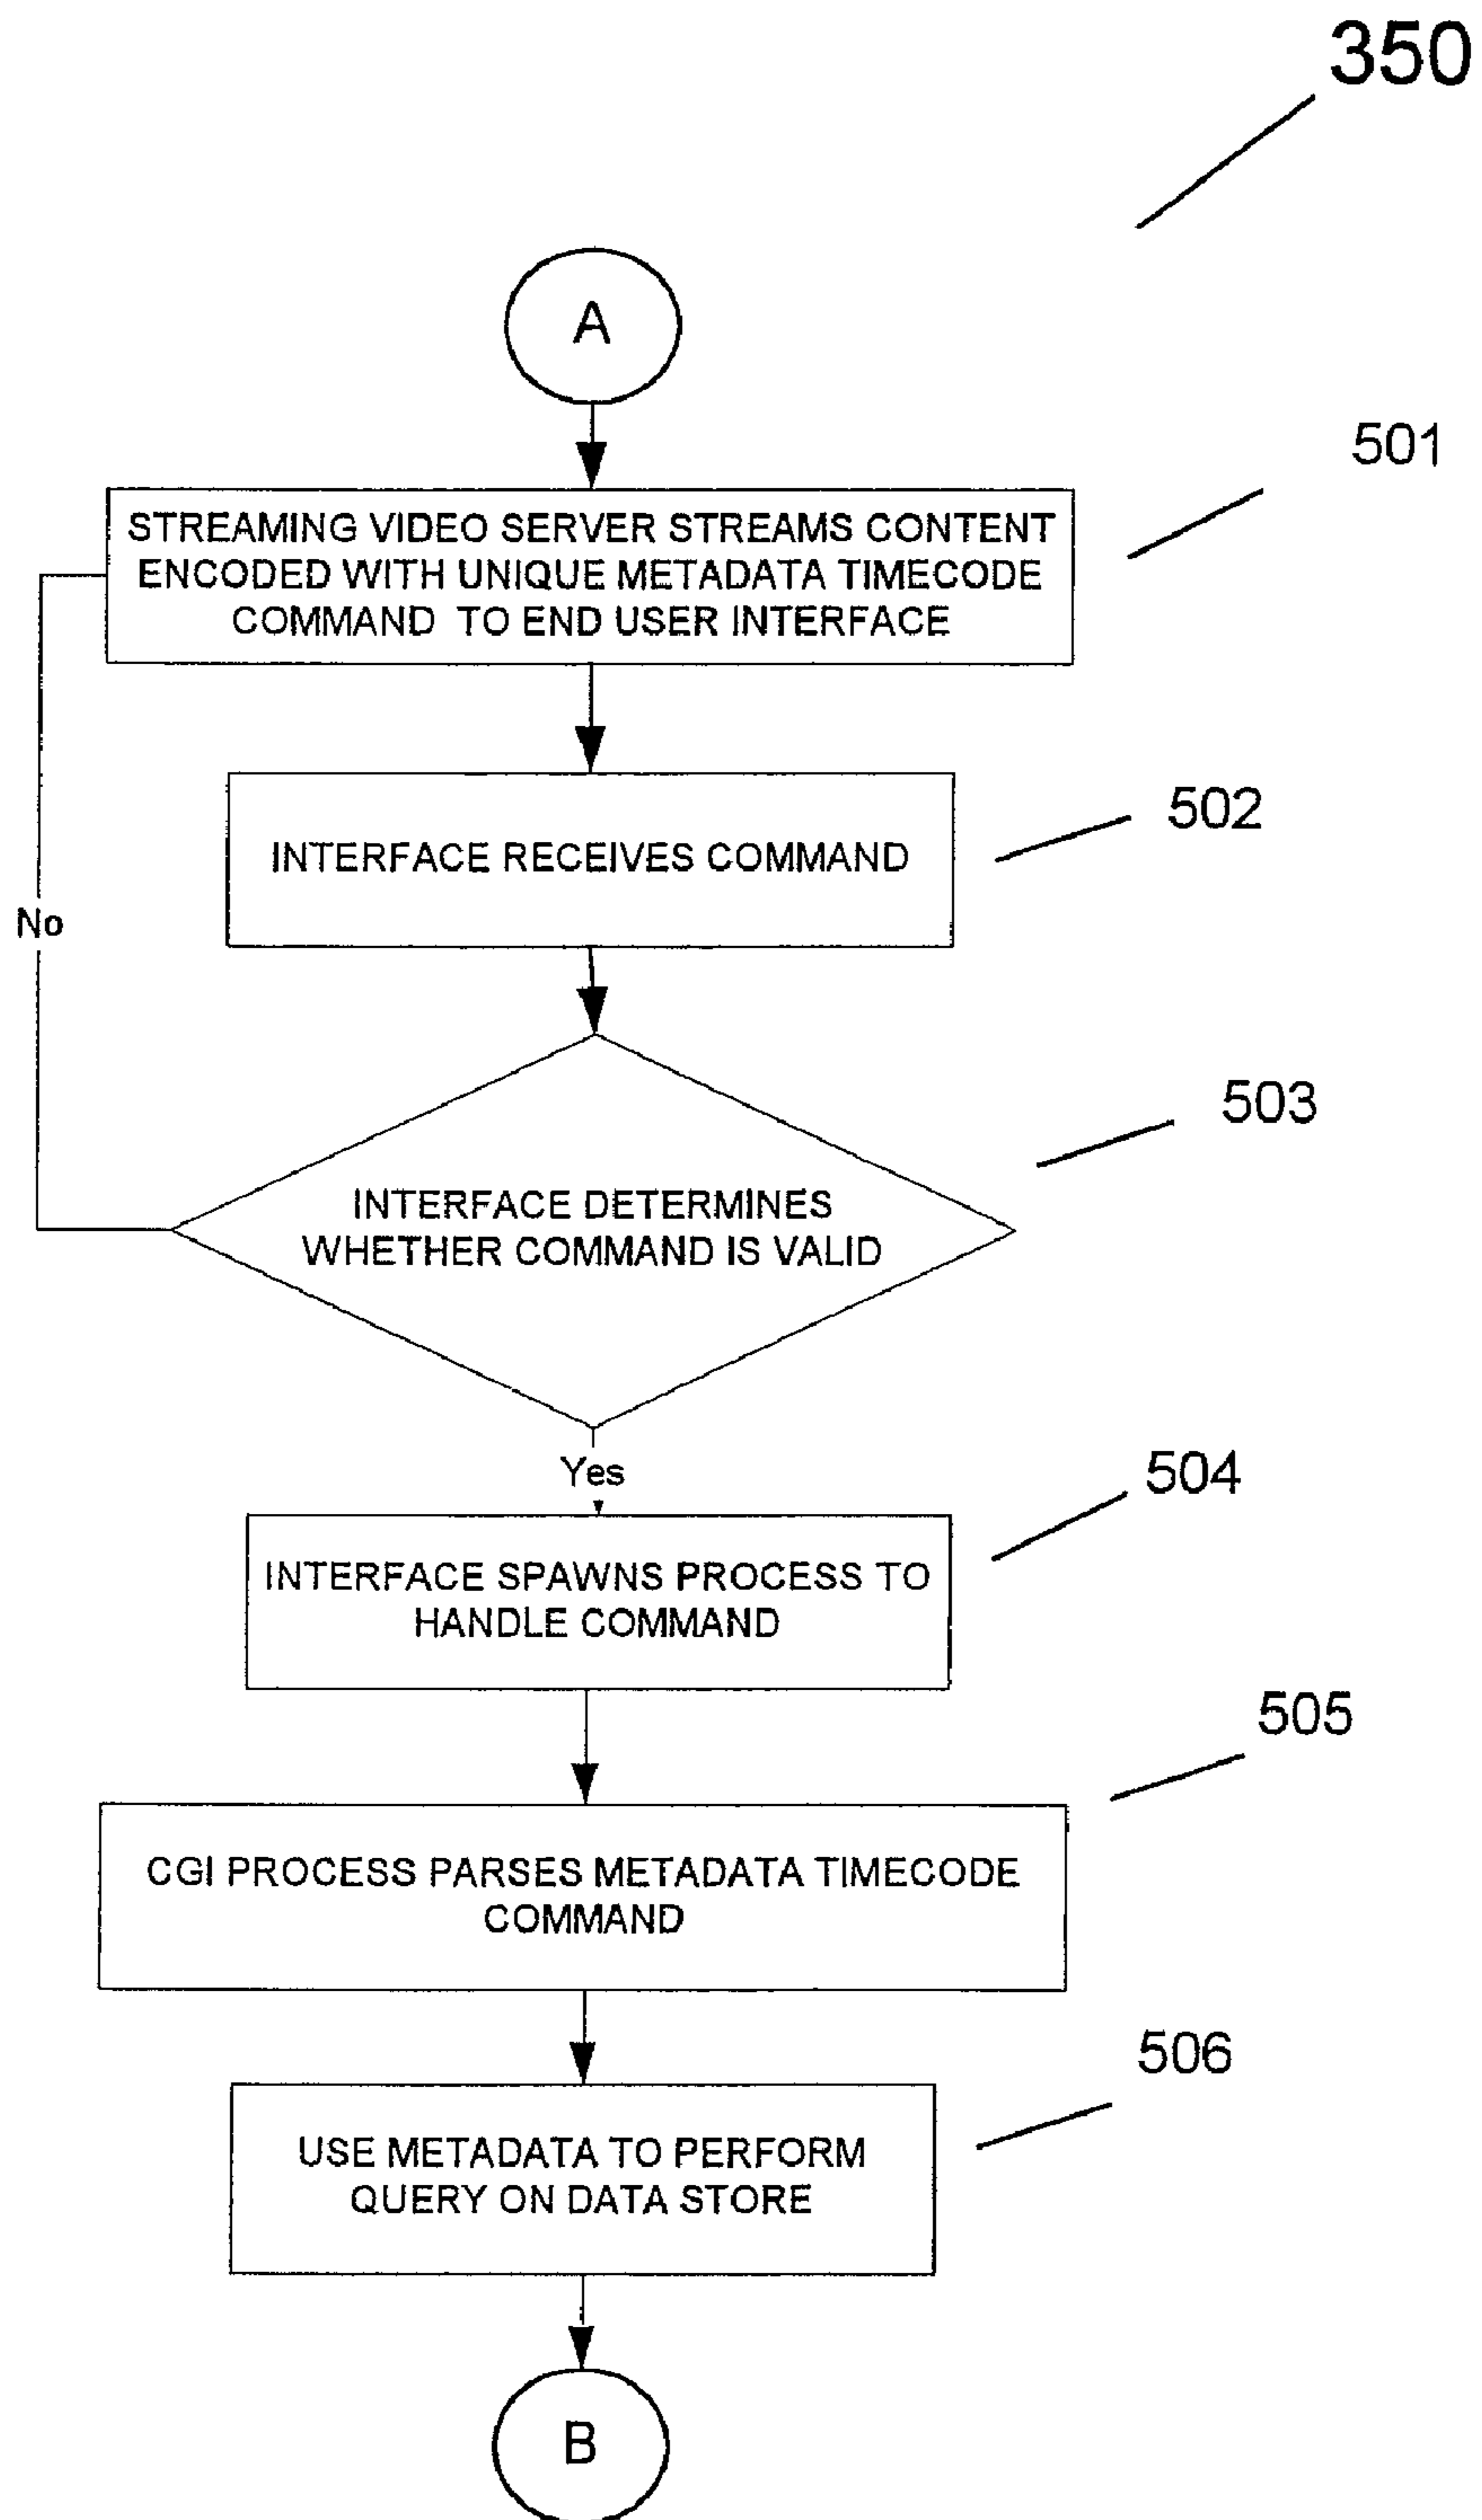 350
A
501
STREAMING VIDEO SERVER STREAMS CONTENT
ENCODED WITH UNIQUE METADATA TIMECODE
COMMAND TO END USER INTERFACE
502
INTERFACE RECEIVES COMMAND
No
503
INTERFACE DETERMINES
WHETHER COMMAND IS VALID
Yes
504
INTERFACE SPAWNS PROCESS TO
HANDLE COMMAND
505
CGI PROCESS PARSES METADATA TIMECODE
COMMAND
506
USE METADATA TO PERFORM
QUERY ON DATA STORE
B